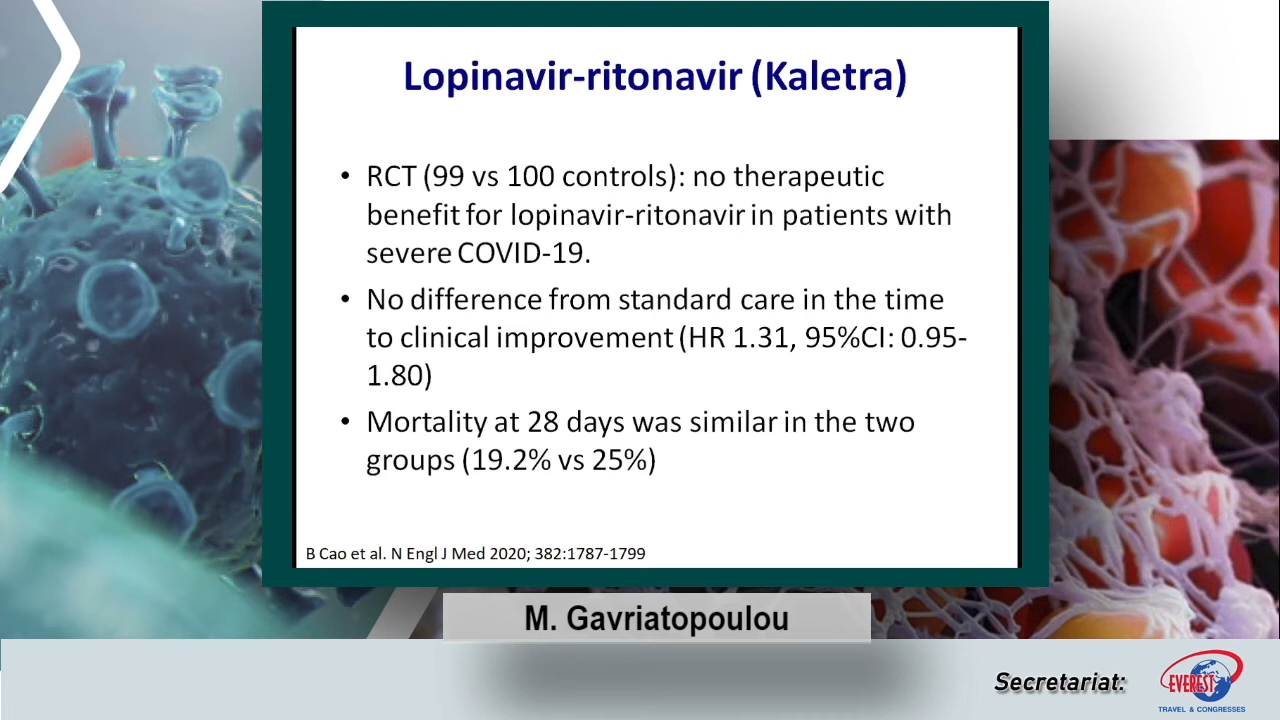 Lopinavir-ritonavir (Kaletra)
• RCT (99 vs 100 controls): no therapeutic
benefit for lopinavir-ritonavir in patients with
severe COVID-19.
• No difference from standard care in the time
to clinical improvement (HR 1.31, 95%CI: 0.95-
1.80)
• Mortality at 28 days was similar in the two
groups (19.2% vs 25%)
B Cao et al. N Engl J Med 2020; 382:1787-1799
M. Gavriatopoulou
Secretariat:
EVEREST
TRAVEL & CONGRESSES